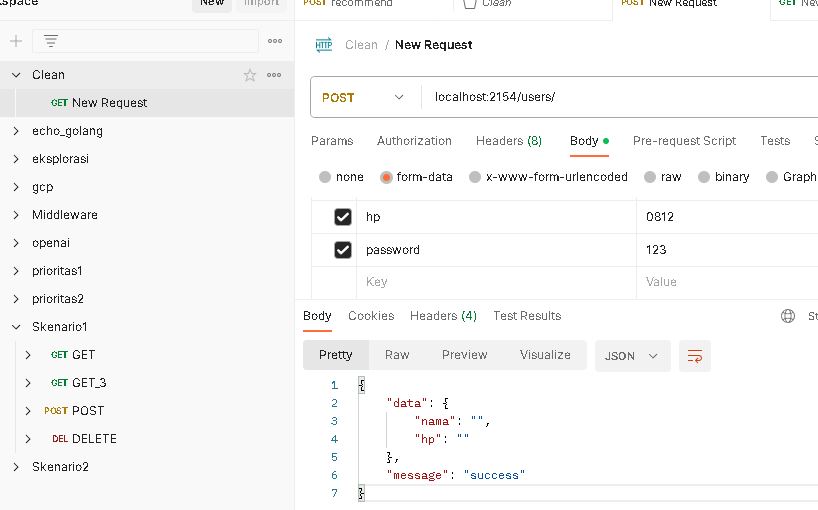 space New Import
POST recommend Clean POST New Request GET New
Clean / New Request
HTTP
Clean
GET New Request
echo_golang
eksplorasi
gcp
Middleware
openai
prioritas1
prioritas2
Skenario1
GET GET
GET GET_3
POST POST
DEL DELETE
Skenario2
POST localhost:2154/users/
Params Authorization Headers (8) Body Pre-request Script Tests S
none form-data x-www-form-urlencoded raw binary Graph
hp 0812
password 123
Key Value
Body Cookies Headers (4) Test Results St
Pretty Raw Preview Visualize JSON
1 {
2 "data": {
3 "nama": "",
4 "hp": ""
5 },
6 "message": "success"
7 }